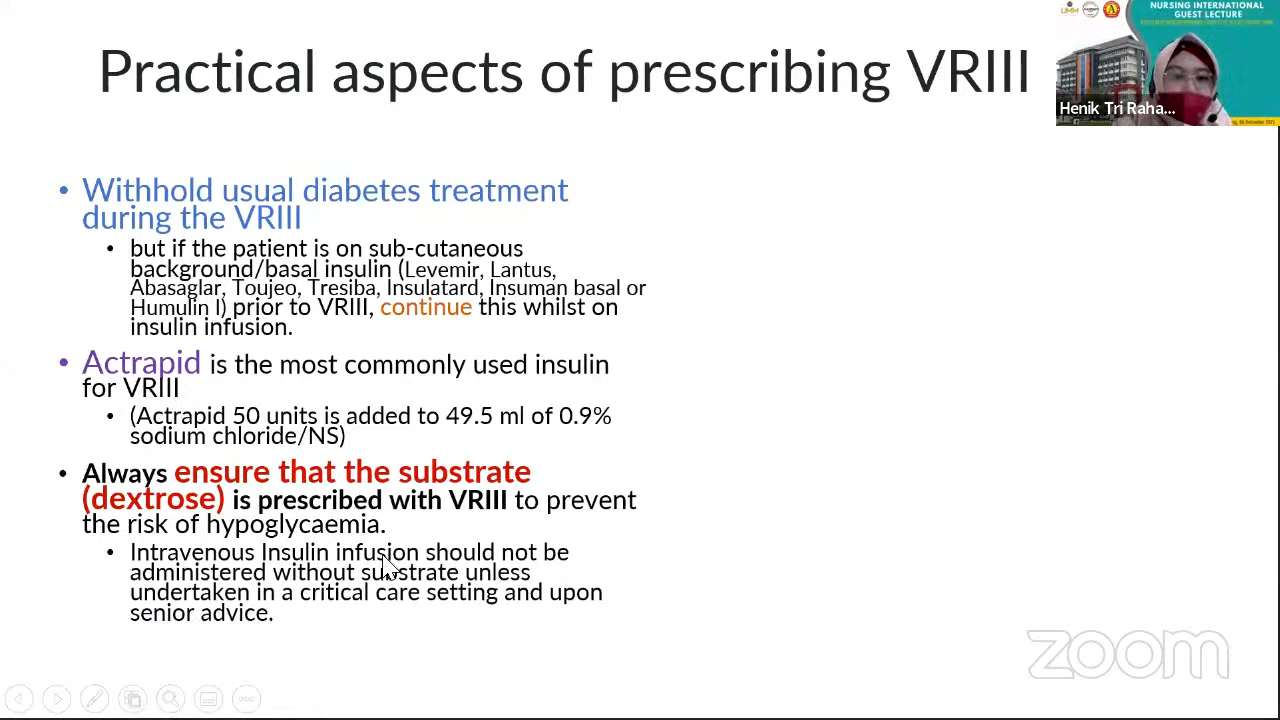 Practical aspects of prescribing VRIII
NURSING INTERNATIONAL
GUEST LECTURE
UMM
Henik Tri Raha...
• Withhold usual diabetes treatment
during the VRIII
• but if the patient is on sub-cutaneous
background/basal insulin (Levemir, Lantus,
Abasaglar, Toujeo, Tresiba, Insulatard, Insuman basal or
Humulin I) prior to VRIII, continue this whilst on
insulin infusion.
• Actrapid is the most commonly used insulin
for VRIII
• (Actrapid 50 units is added to 49.5 ml of 0.9%
sodium chloride/NS)
• Always ensure that the substrate
(dextrose) is prescribed with VRIII to prevent
the risk of hypoglycaemia.
• Intravenous Insulin infusion should not be
administered without substrate unless
undertaken in a critical care setting and upon
senior advice.
zoom